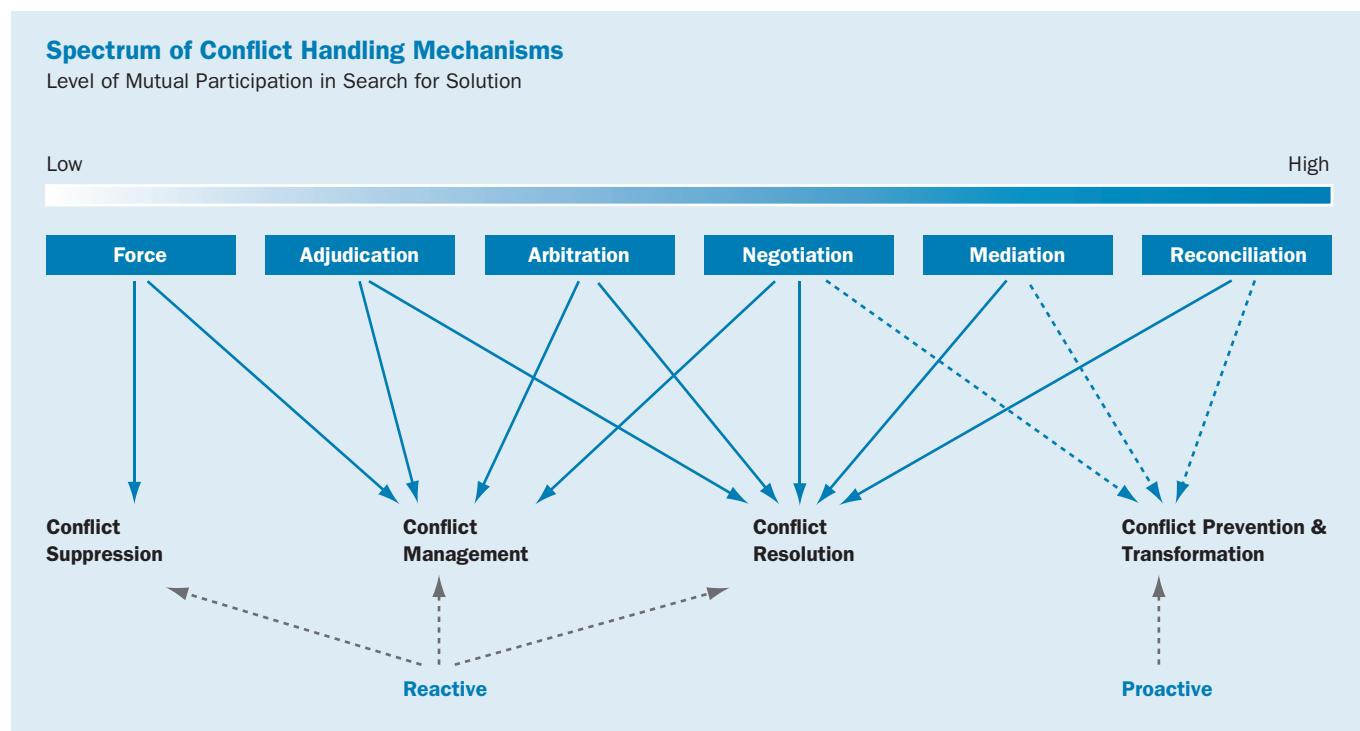 Spectrum of Conflict Handling Mechanisms
Level of Mutual Participation in Search for Solution
Low
High
Force
Adjudication
Arbitration
Negotiation
Mediation
Reconciliation
Conflict
Suppression
Conflict
Management
Conflict
Resolution
Conflict Prevention &
Transformation
Reactive
Proactive